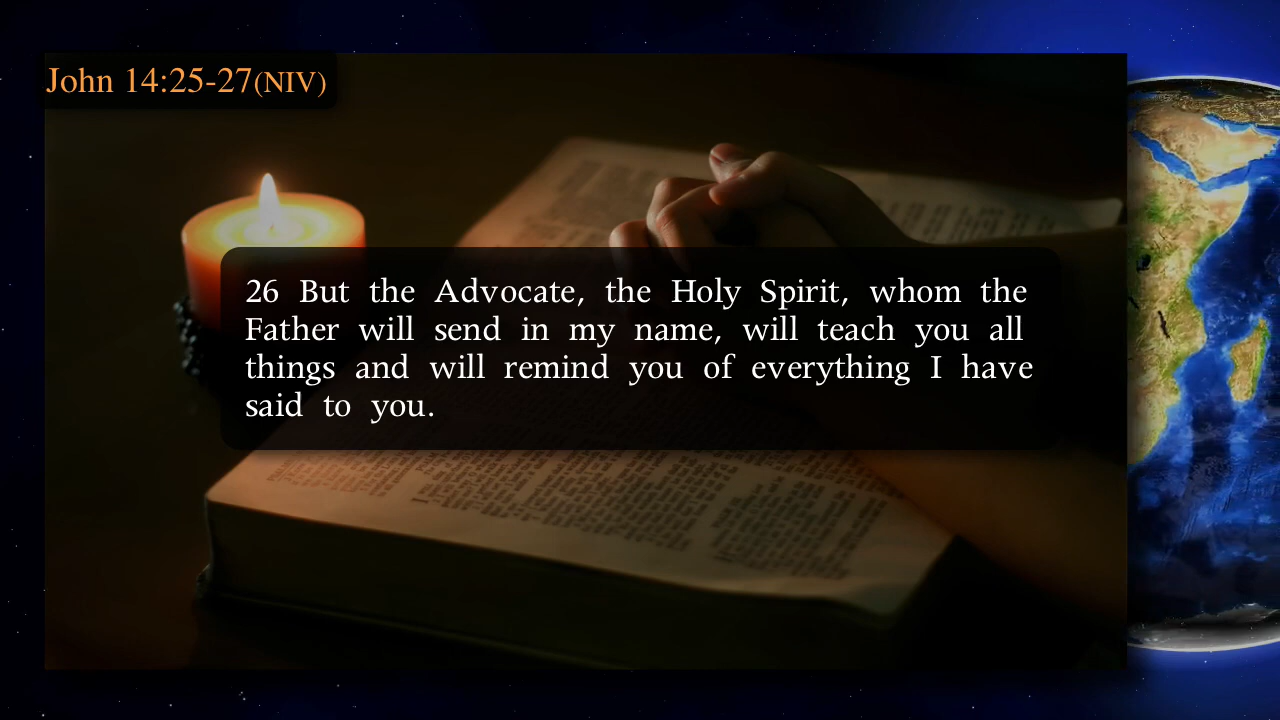 John 14:25-27(NIV)
26 But the Advocate, the Holy Spirit, whom the
Father will send in my name, will teach you all
things and will remind you of everything I have
said to you.